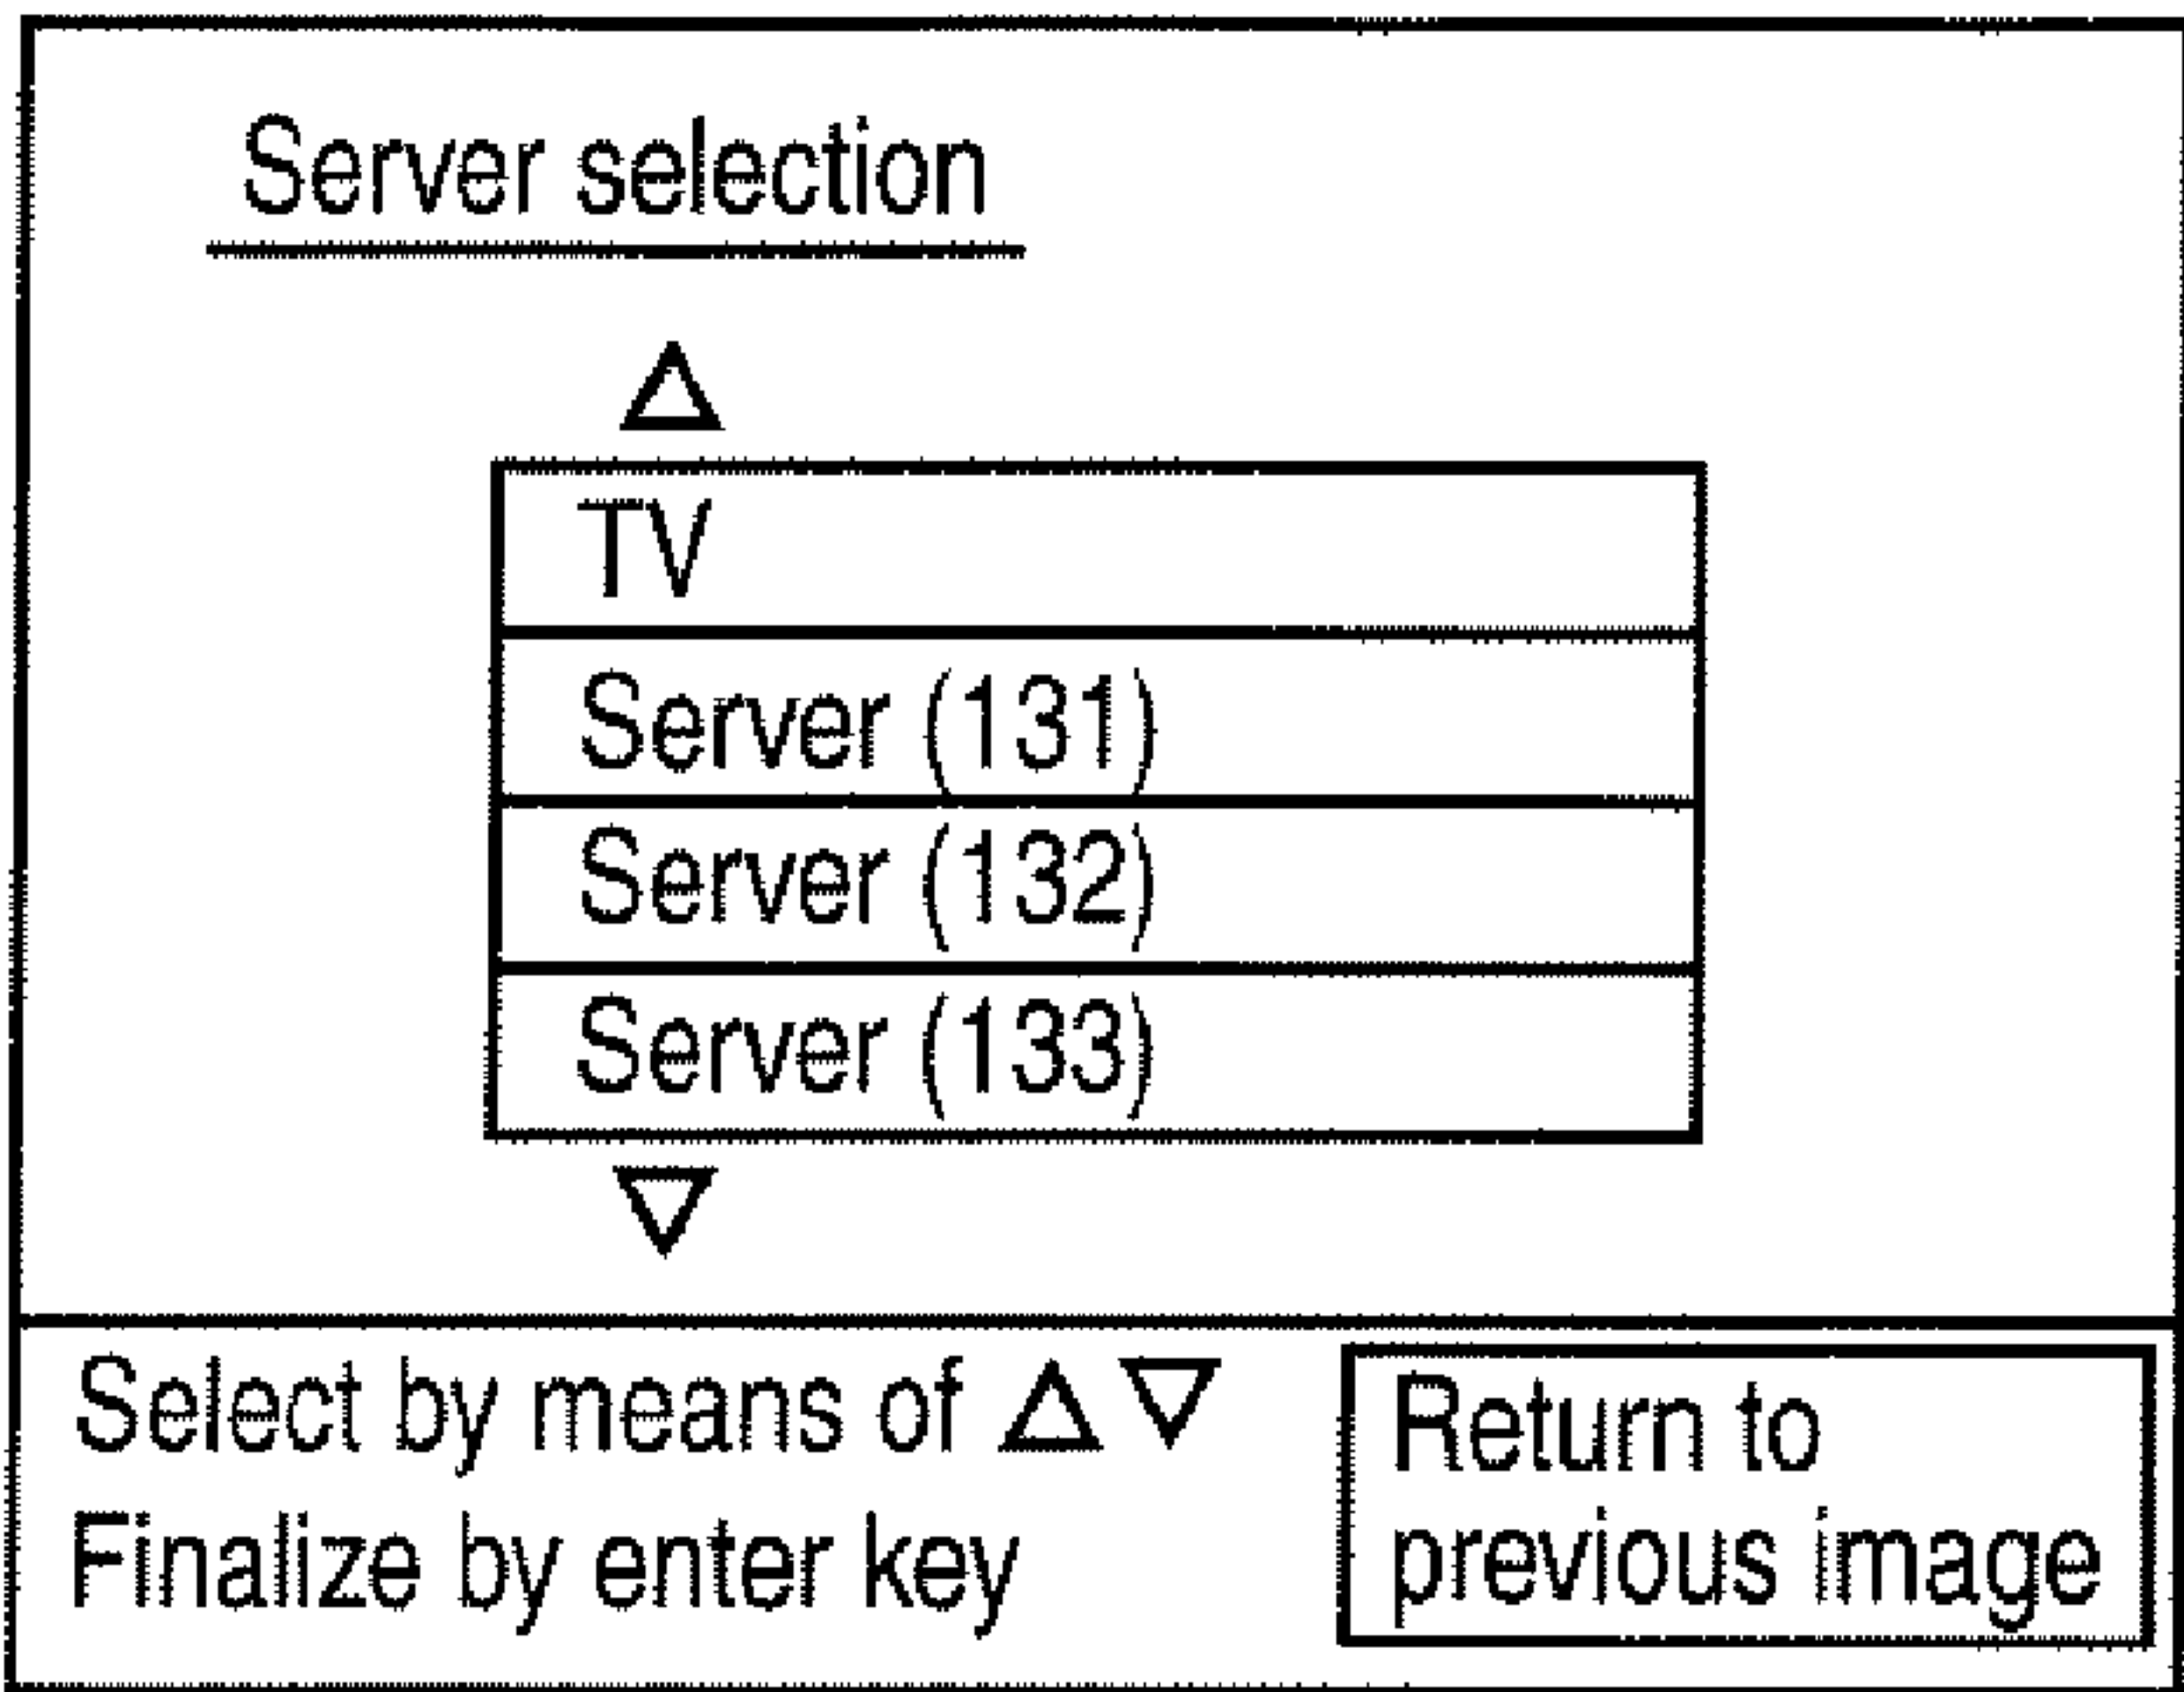 Server selection
△
TV
Server (131)
Server (132)
Server (133)
▽
Select by means of △ ▽
Finalize by enter key
Return to
previous image